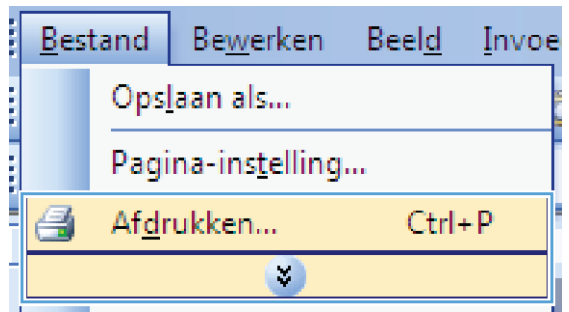 Bestand Bewerken Beeld Invoe
Opslaan als...
Pagina-instelling...
Afdrukken... Ctrl+P